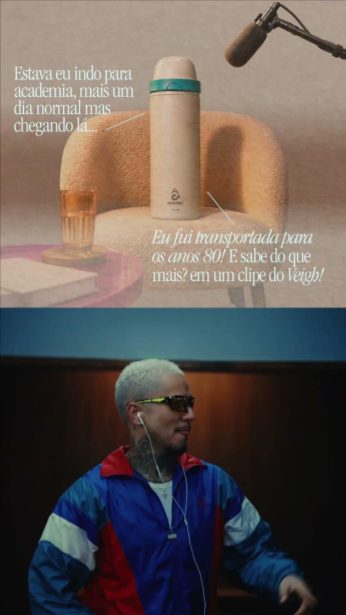 Estava eu indo para
academia, mais um
dia normal mas
chegando lá...
Eu fui transportada para
os anos 80! E sabe do que
mais? em um clipe do Veigh!